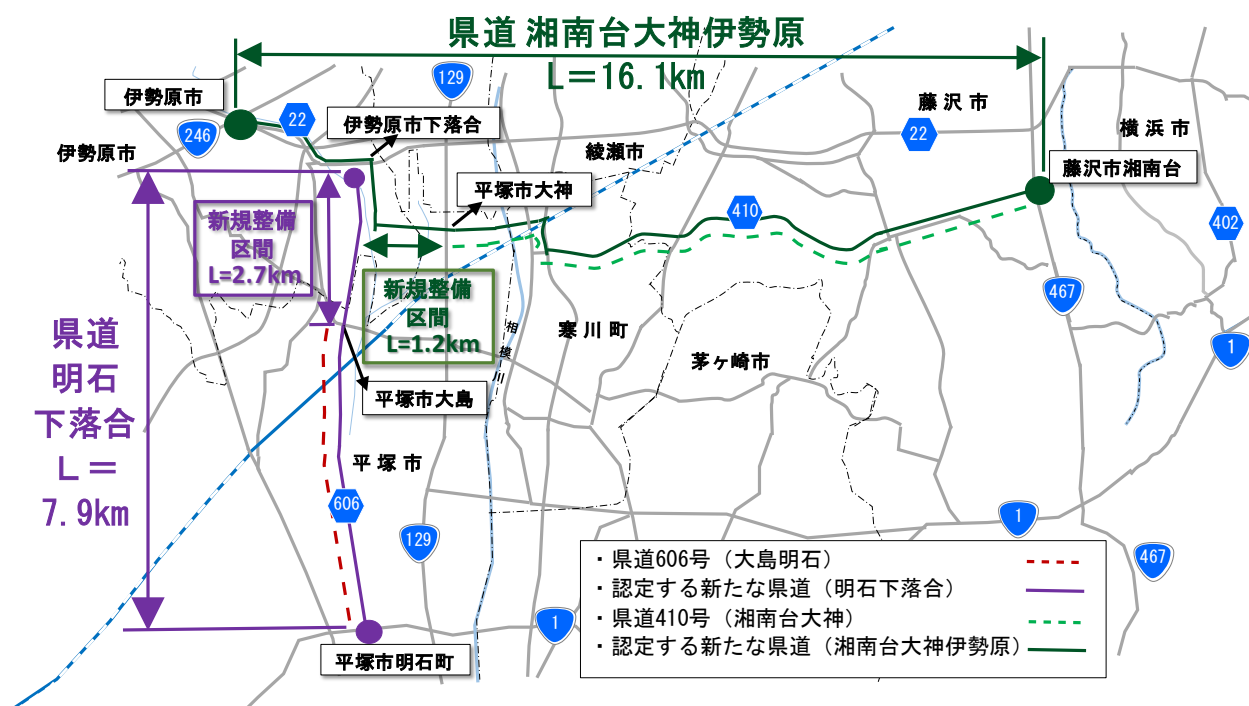 県道 湘南台大神伊勢原
L＝16.1km
伊勢原市
129
藤沢市
22
246
伊勢原市下落合
22
横浜市
伊勢原市
綾瀬市
平塚市大神
藤沢市湘南台
新規整備
区間
L=2.7km
410
402
新規整備
区間
L=1.2km
467
県道
明石
下落合
L＝
7.9km
相模川
寒川町
茅ヶ崎市
1
平塚市大島
平塚市
606
129
1
467
1
平塚市明石町
・県道606号（大島明石）
・認定する新たな県道（明石下落合）
・県道410号（湘南台大神）
・認定する新たな県道（湘南台大神伊勢原）